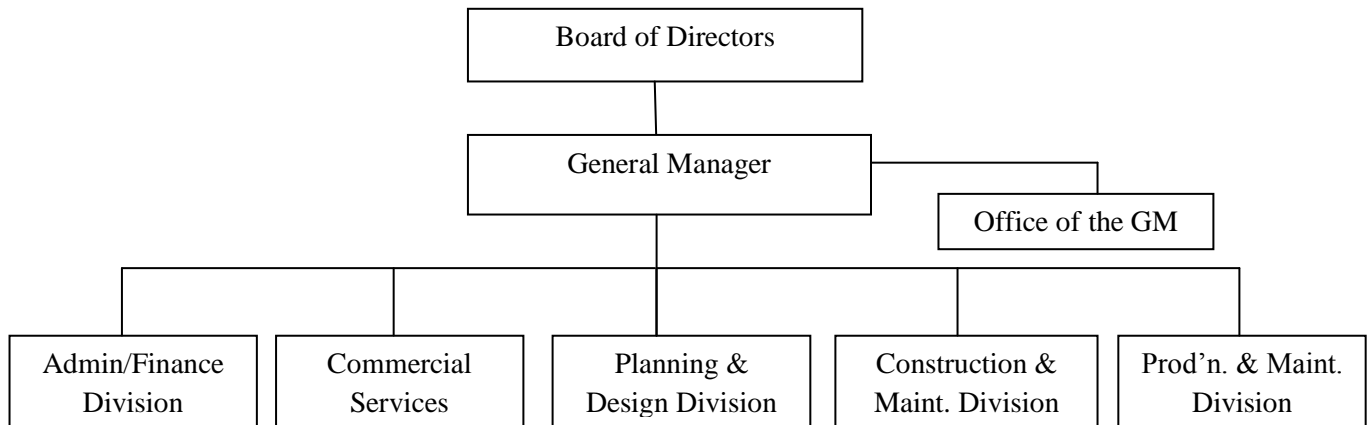 Board of Directors
General Manager
Office of the GM
Admin/Finance
Division
Commercial
Services
Planning &
Design Division
Construction &
Maint. Division
Prod’n. & Maint.
Division